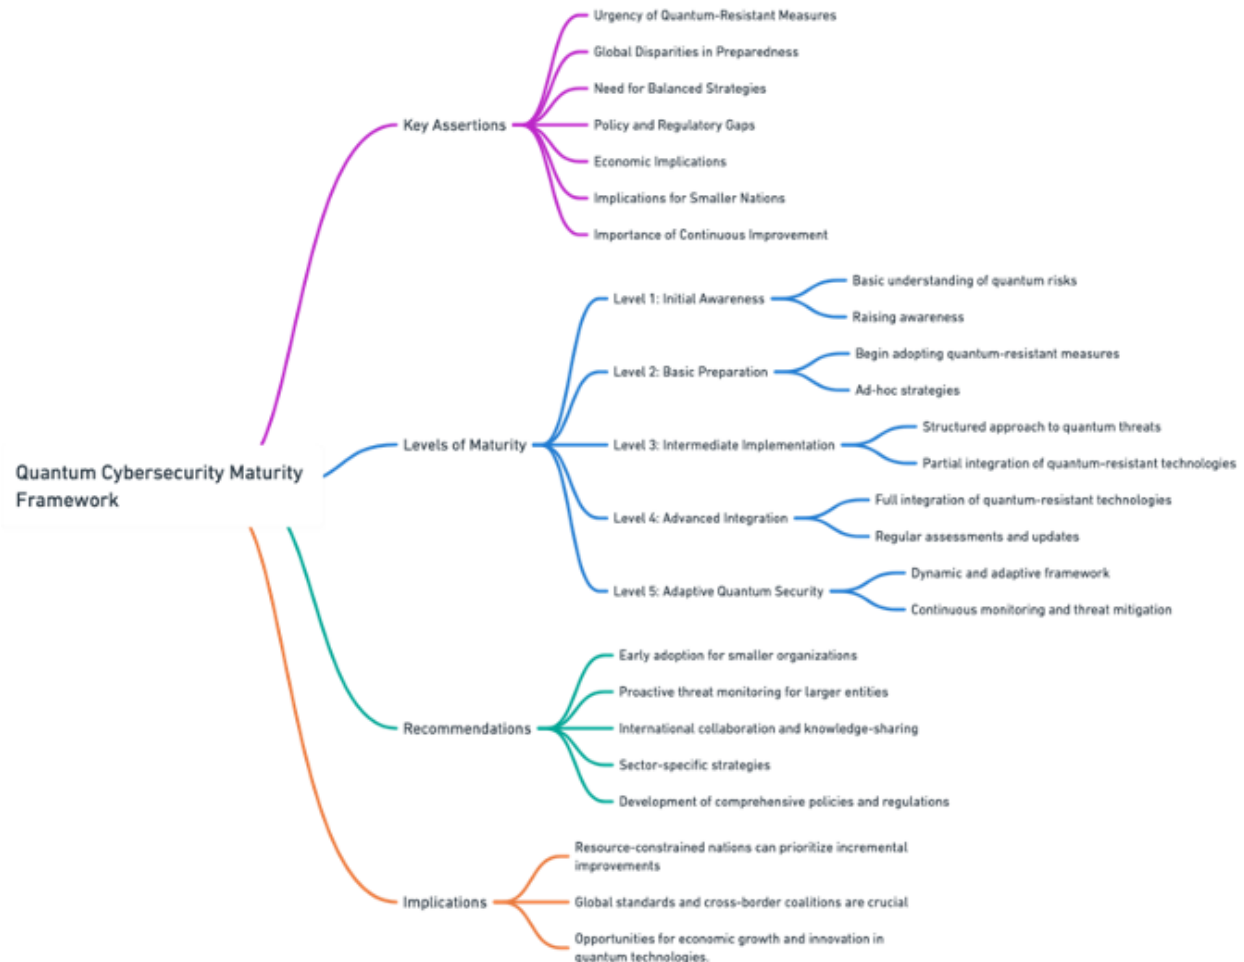 Quantum Cybersecurity Maturity
Framework
Key Assertions
Urgency of Quantum-Resistant Measures
Global Disparities in Preparedness
Need for Balanced Strategies
Policy and Regulatory Gaps
Economic Implications
Implications for Smaller Nations
Importance of Continuous Improvement
Levels of Maturity
Level 1: Initial Awareness
Basic understanding of quantum risks
Raising awareness
Level 2: Basic Preparation
Begin adopting quantum-resistant measures
Ad-hoc strategies
Level 3: Intermediate Implementation
Structured approach to quantum threats
Partial integration of quantum-resistant technologies
Level 4: Advanced Integration
Full integration of quantum-resistant technologies
Regular assessments and updates
Level 5: Adaptive Quantum Security
Dynamic and adaptive framework
Continuous monitoring and threat mitigation
Recommendations
Early adoption for smaller organizations
Proactive threat monitoring for larger entities
International collaboration and knowledge-sharing
Sector-specific strategies
Development of comprehensive policies and regulations
Implications
Resource-constrained nations can prioritize incremental
improvements
Global standards and cross-border coalitions are crucial
Opportunities for economic growth and innovation in
quantum technologies.